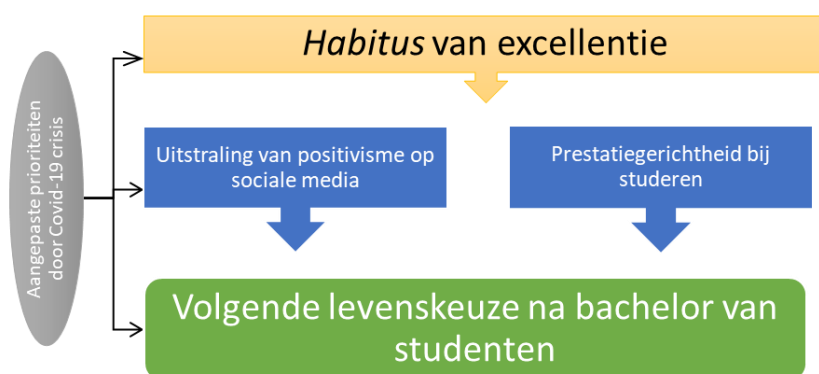 Habitus van excellentie
Aangepaste prioriteiten
door Covid-19 crisis
Uitstraling van positivisme op
sociale media
Prestatiegerichtheid bij
studeren
Volgende levenskeuze na bachelor van
studenten